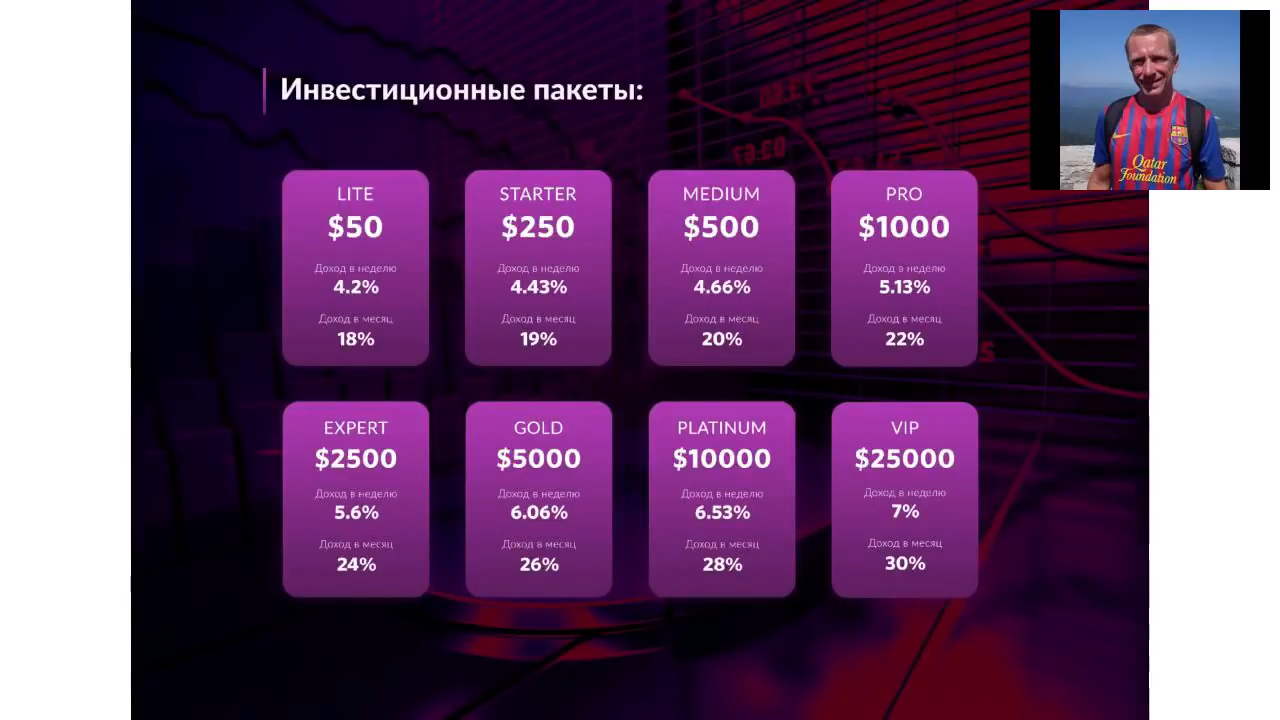 Инвестиционные пакеты:
LITE
$50
Доход в неделю
4.2%
Доход в месяц
18%
STARTER
$250
Доход в неделю
4.43%
Доход в месяц
19%
MEDIUM
$500
Доход в неделю
4.66%
Доход в месяц
20%
PRO
$1000
Доход в неделю
5.13%
Доход в месяц
22%
EXPERT
$2500
Доход в неделю
5.6%
Доход в месяц
24%
GOLD
$5000
Доход в неделю
6.06%
Доход в месяц
26%
PLATINUM
$10000
Доход в неделю
6.53%
Доход в месяц
28%
VIP
$25000
Доход в неделю
7%
Доход в месяц
30%
Qatar
Foundation